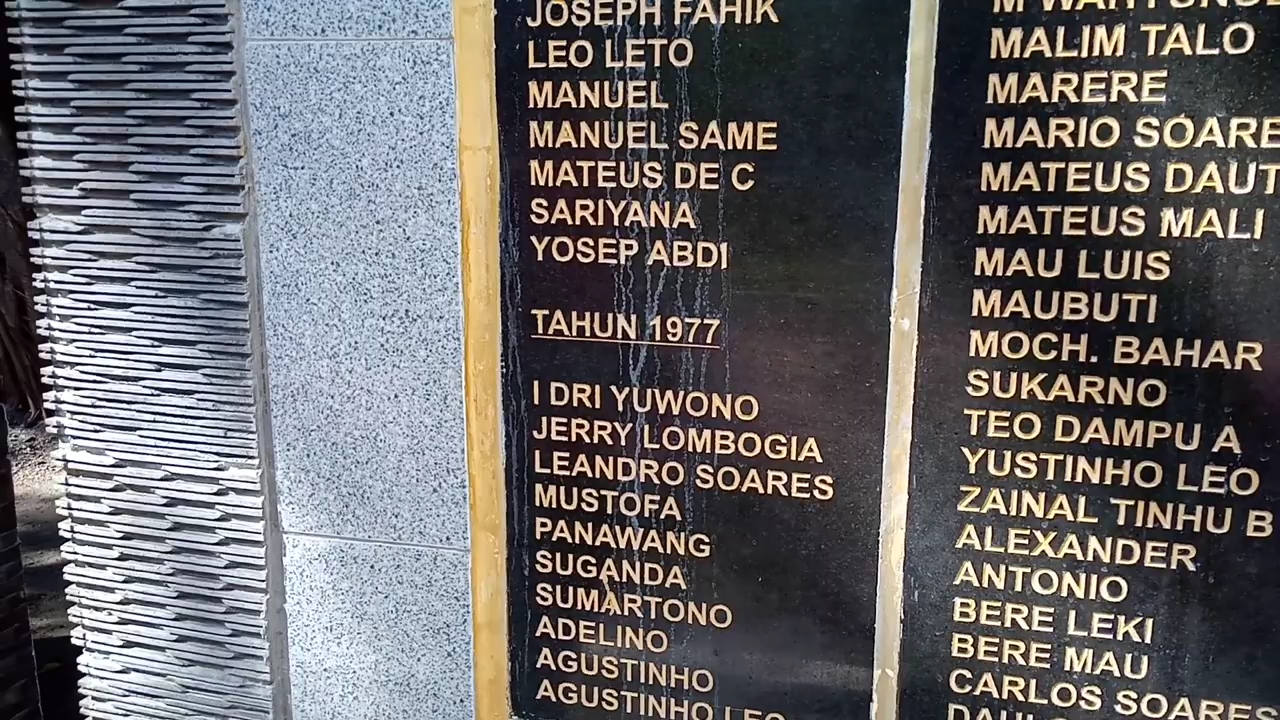 JOSEPH FAHIK
LEO LETO
MANUEL
MANUEL SAME
MATEUS DE C
SARIYANA
YOSEP ABDI
TAHUN 1977
I DRI YUWONO
JERRY LOMBOGIA
LEANDRO SOARES
MUSTOFA
PANAWANG
SUGANDA
SUMARTONO
ADELINO
AGUSTINHO
AGUSTINHO LEO
M
MALIM TALO
MARERE
MARIO SOARE
MATEUS DAUT
MATEUS MALI
MAU LUIS
MAUBUTI
MOCH. BAHAR
SUKARNO
TEO DAMPU A
YUSTINHO LEO
ZAINAL TINHU B
ALEXANDER
ANTONIO
BERE LEKI
BERE MAU
CARLOS SOARES